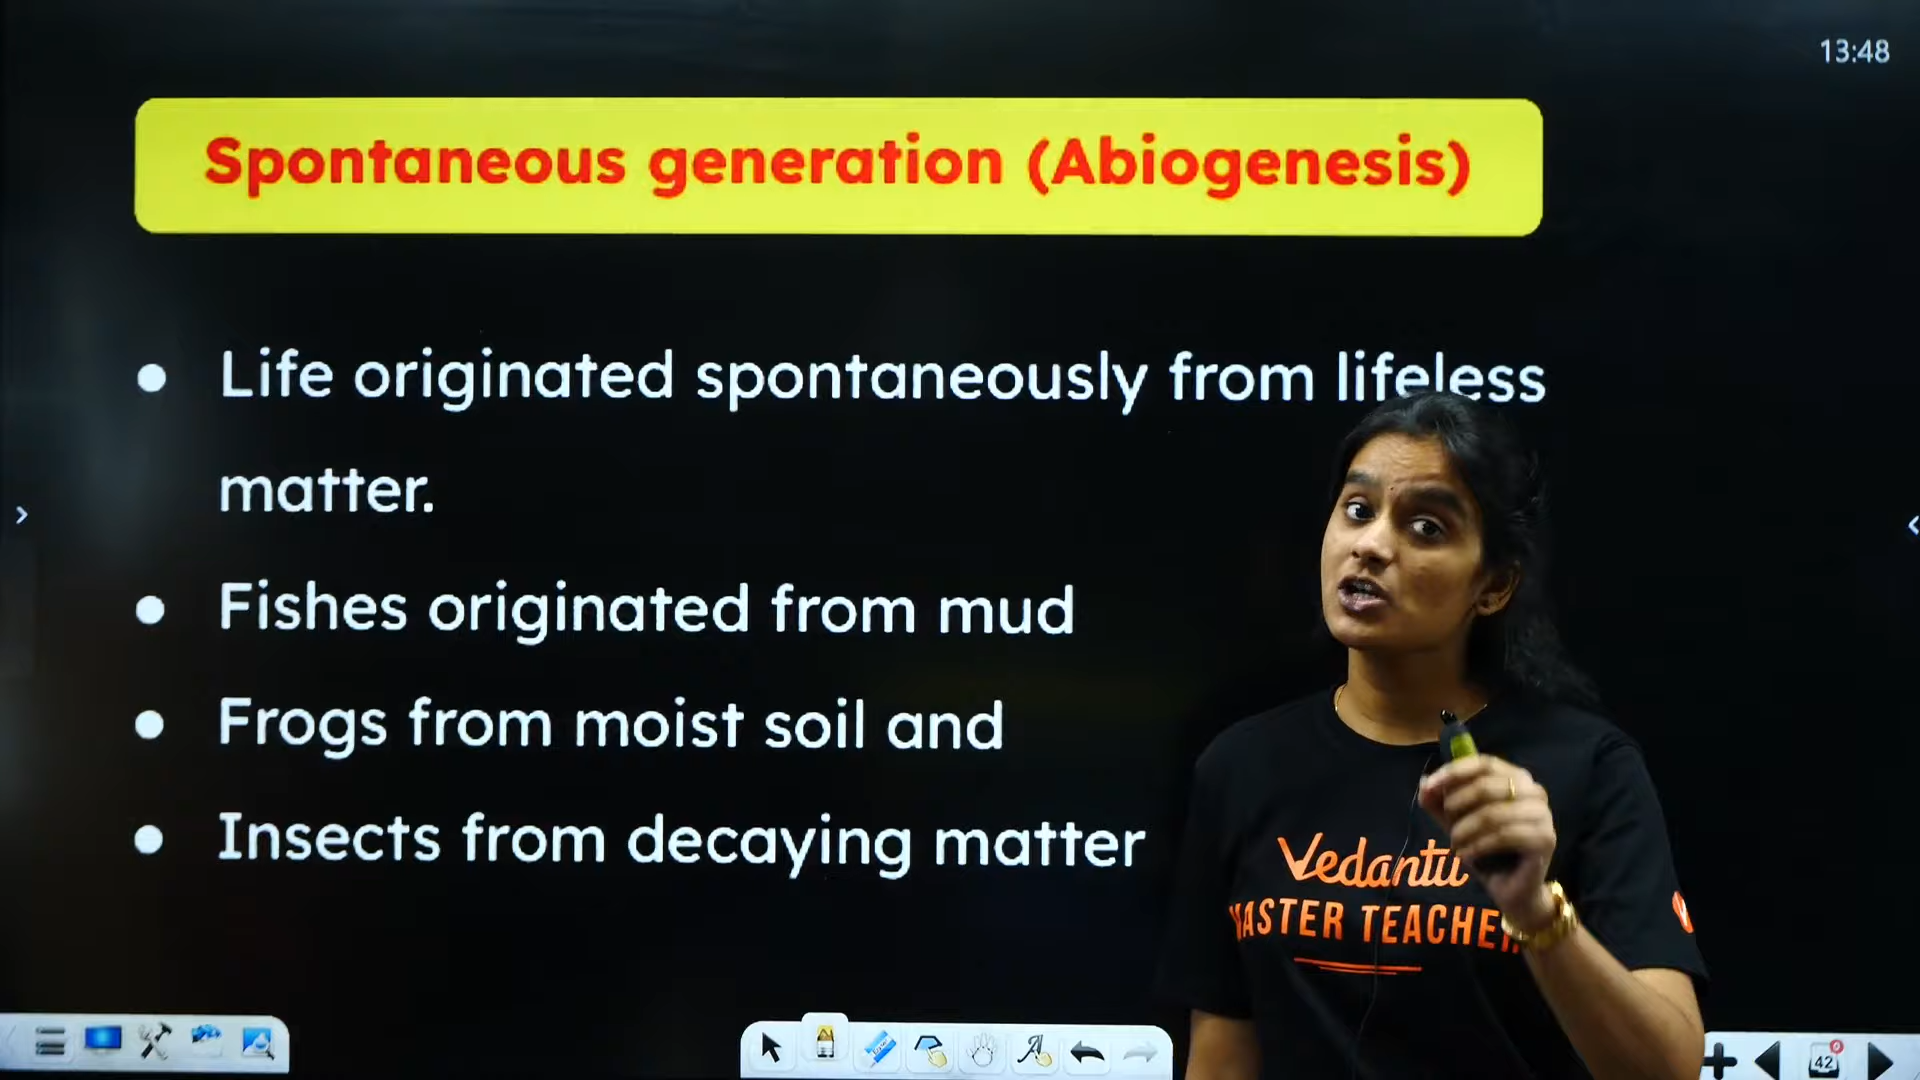 13:48
Spontaneous generation (Abiogenesis)
● Life originated spontaneously from lifeless
matter.
● Fishes originated from mud
● Frogs from moist soil and
● Insects from decaying matter
Vedantu
MASTER TEACHER
42